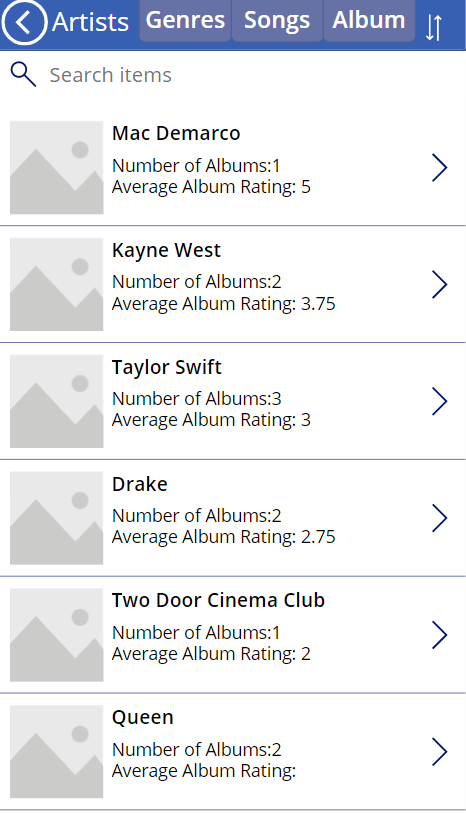 Artists Genres Songs Album
Search items
Mac Demarco
Number of Albums:1
Average Album Rating: 5
Kayne West
Number of Albums:2
Average Album Rating: 3.75
Taylor Swift
Number of Albums:3
Average Album Rating: 3
Drake
Number of Albums:2
Average Album Rating: 2.75
Two Door Cinema Club
Number of Albums:1
Average Album Rating: 2
Queen
Number of Albums:2
Average Album Rating: